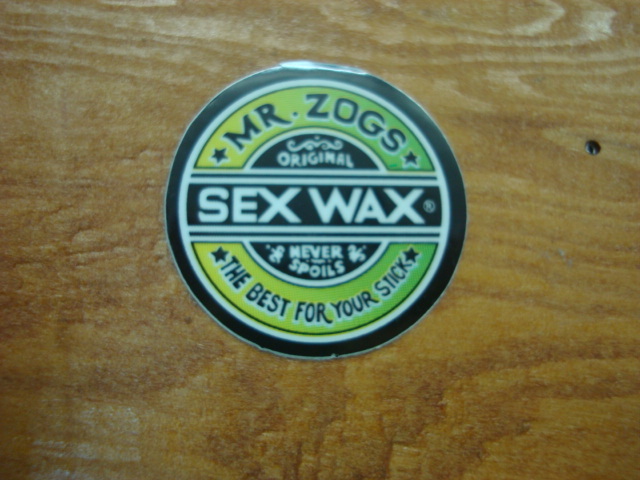 MR. ZOGS
ORIGINAL
SEX WAX®
NEVER
SPOILS
THE BEST FOR YOUR STICK